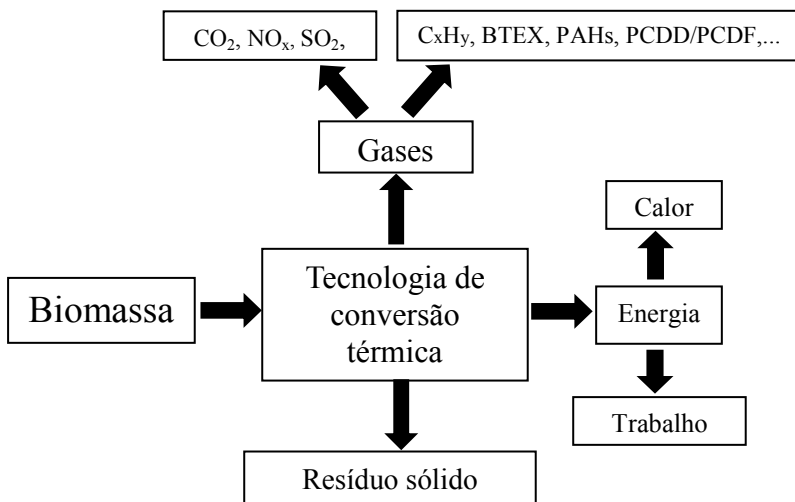 CO₂, NOₓ, SO₂,
CxHy, BTEX, PAHs, PCDD/PCDF,...
Gases
Calor
Biomassa
Tecnologia de
conversão
térmica
Energia
Trabalho
Resíduo sólido